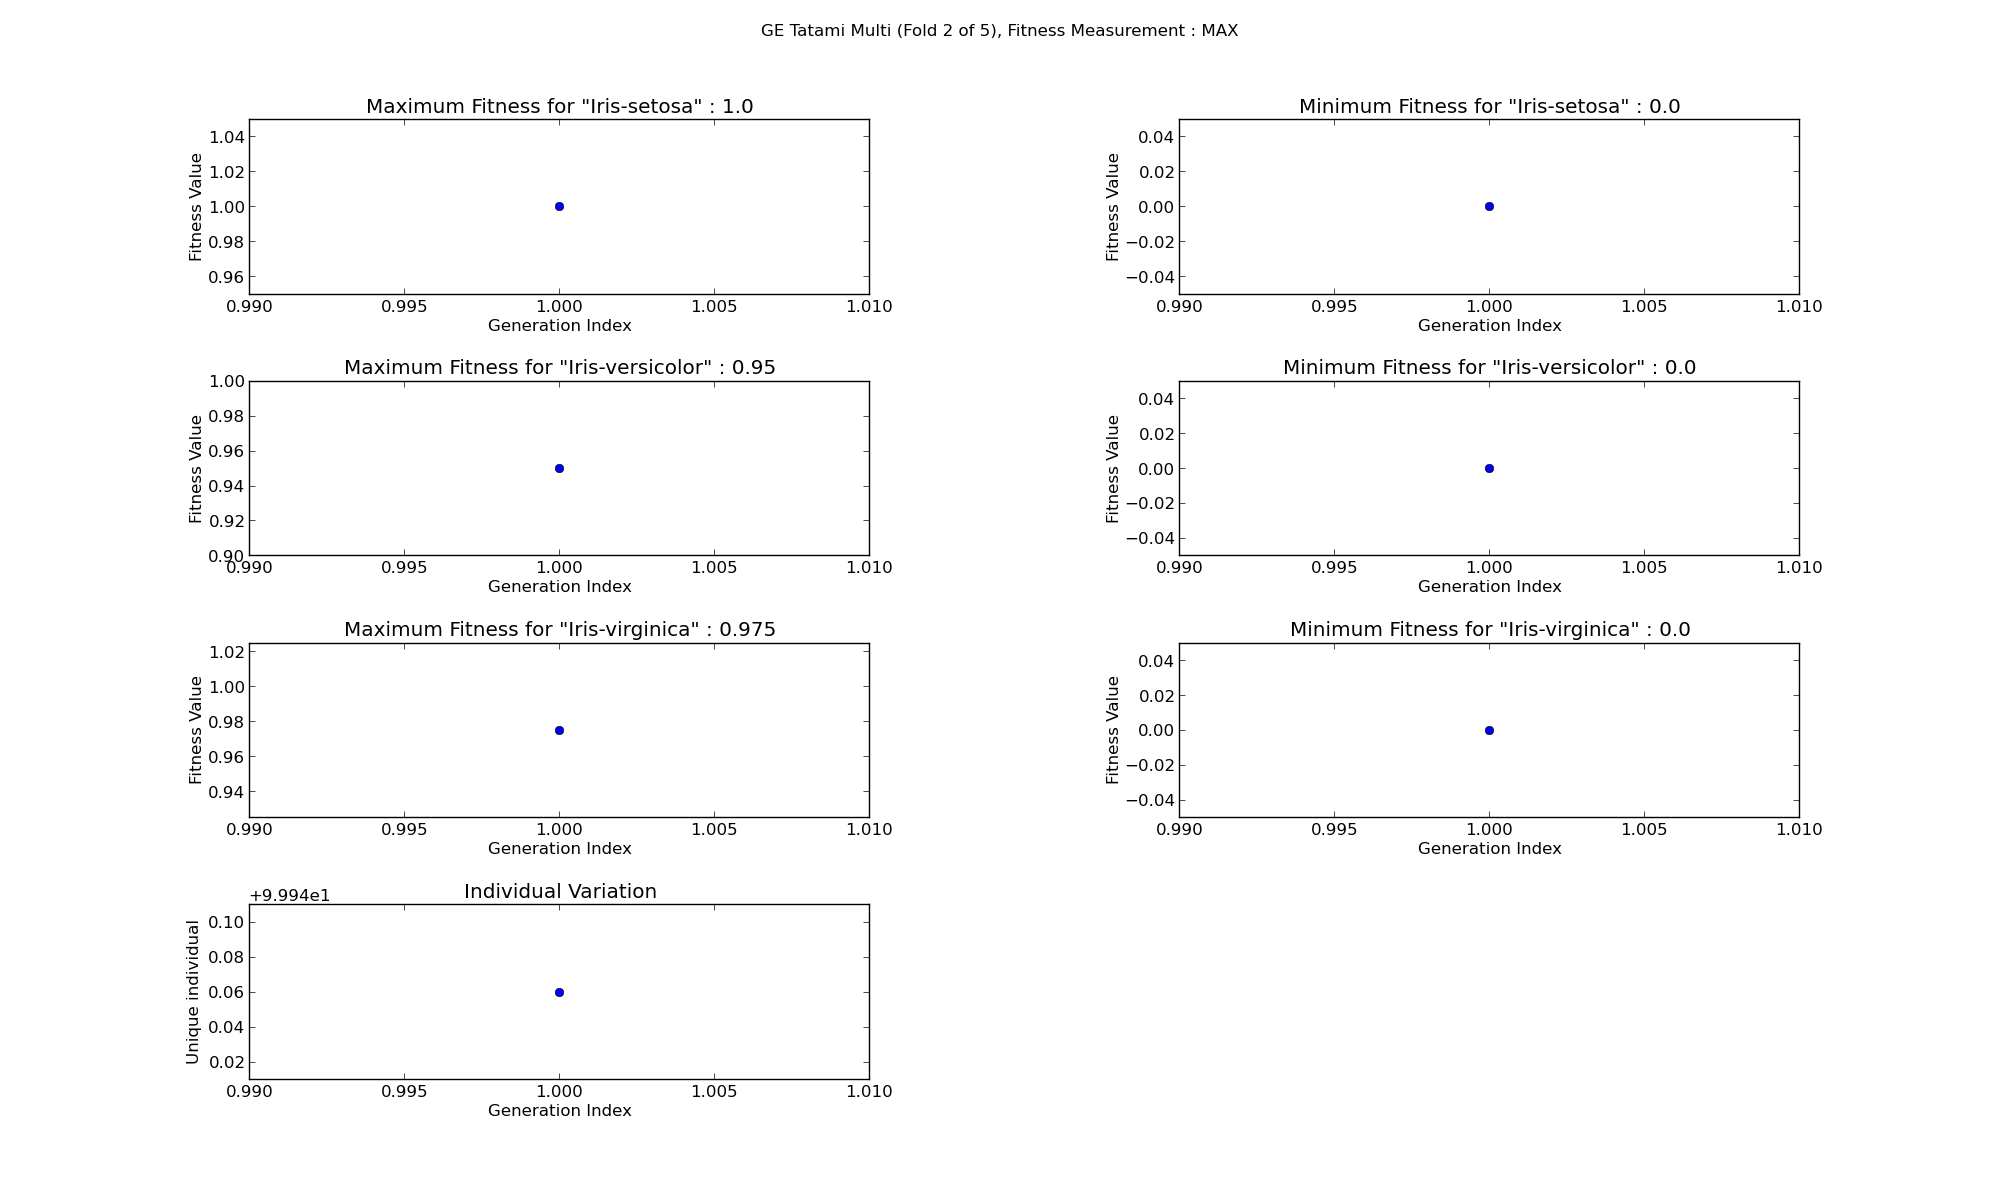 GE Tatami Multi (Fold 2 of 5), Fitness Measurement : MAX
Maximum Fitness for "Iris-setosa" : 1.0
Fitness Value
1.04
1.02
1.00
0.98
0.96
0.990 0.995 1.000 1.005 1.010
Generation Index
Minimum Fitness for "Iris-setosa" : 0.0
Fitness Value
0.04
0.02
0.00
−0.02
−0.04
0.990 0.995 1.000 1.005 1.010
Generation Index
Maximum Fitness for "Iris-versicolor" : 0.95
Fitness Value
1.00
0.98
0.96
0.94
0.92
0.90
0.990 0.995 1.000 1.005 1.010
Generation Index
Minimum Fitness for "Iris-versicolor" : 0.0
Fitness Value
0.04
0.02
0.00
−0.02
−0.04
0.990 0.995 1.000 1.005 1.010
Generation Index
Maximum Fitness for "Iris-virginica" : 0.975
Fitness Value
1.02
1.00
0.98
0.96
0.94
0.990 0.995 1.000 1.005 1.010
Generation Index
Minimum Fitness for "Iris-virginica" : 0.0
Fitness Value
0.04
0.02
0.00
−0.02
−0.04
0.990 0.995 1.000 1.005 1.010
Generation Index
Individual Variation
+9.994e1
Unique individual
0.10
0.08
0.06
0.04
0.02
0.990 0.995 1.000 1.005 1.010
Generation Index